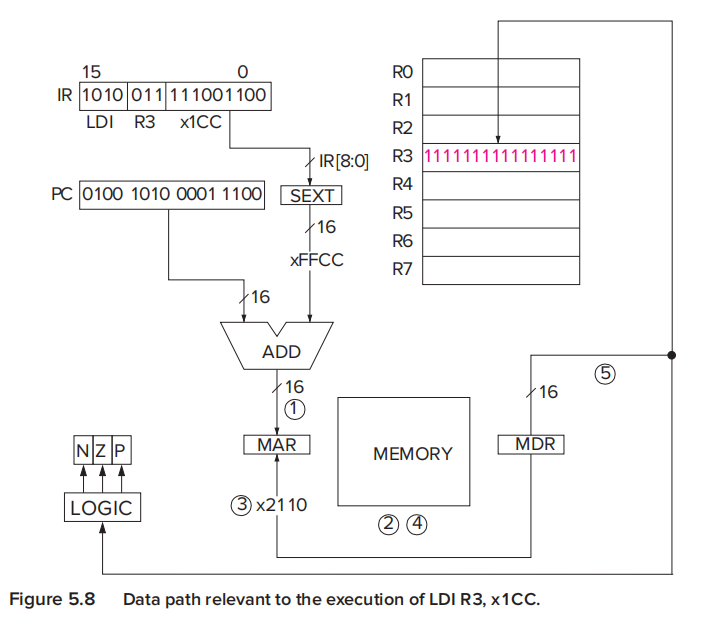 15 0
IR 1010 011 111001100
LDI R3 x1CC
IR[8:0]
PC 0100 1010 0001 1100
SEXT
16
xFFCC
16
ADD
16
①
MAR
③ x2110
MEMORY
② ④
MDR
16
⑤
N Z P
LOGIC
R0
R1
R2
R3 1111111111111111
R4
R5
R6
R7
Figure 5.8 Data path relevant to the execution of LDI R3, x1CC.